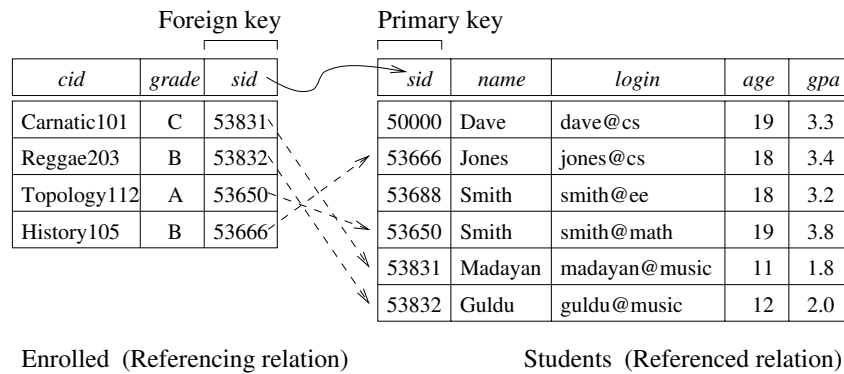 Foreign key Primary key
cid grade sid sid name login age gpa
Carnatic101 C 53831 50000 Dave dave@cs 19 3.3
Reggae203 B 53832 53666 Jones jones@cs 18 3.4
Topology112 A 53650 53688 Smith smith@ee 18 3.2
History105 B 53666 53650 Smith smith@math 19 3.8
53831 Madayan madayan@music 11 1.8
53832 Guldu guldu@music 12 2.0
Enrolled (Referencing relation) Students (Referenced relation)